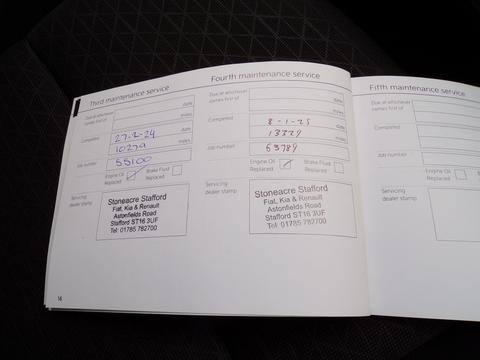 Third maintenance service
Due at whichever
comes first of
date
miles
Completed
27-2-24
date
10279
miles
Job number
55100
Engine Oil
Replaced
Brake Fluid
Replaced
Servicing
dealer stamp
Stoneacre Stafford
Fiat, Kia & Renault
Astonfields Road
Stafford ST16 3UF
Tel: 01785 782700
16
Fourth maintenance service
Due at whichever
comes first of
date
miles
Completed
8-1-25
date
13329
miles
Job number
63789
Engine Oil
Replaced
Brake Fluid
Replaced
Servicing
dealer stamp
Stoneacre Stafford
Fiat, Kia & Renault
Astonfields Road
Stafford ST16 3UF
Tel: 01785 782700
Fifth maintenance service
Due at whichever
comes first of
Completed
Job number
Engine Oil
Replaced
Servicing
dealer stamp